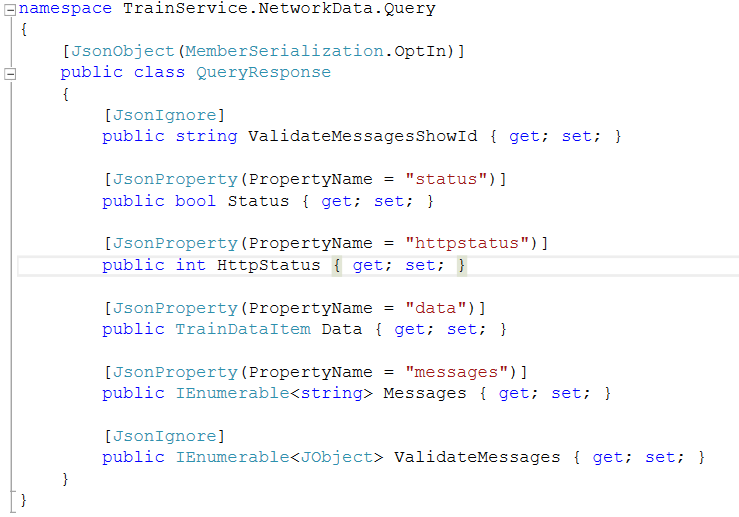 namespace TrainService.NetworkData.Query
{
[JsonObject(MemberSerialization.OptIn)]
public class QueryResponse
{
[JsonIgnore]
public string ValidateMessagesShowId { get; set; }
[JsonProperty(PropertyName = "status")]
public bool Status { get; set; }
[JsonProperty(PropertyName = "httpstatus")]
public int HttpStatus { get; set; }
[JsonProperty(PropertyName = "data")]
public TrainDataItem Data { get; set; }
[JsonProperty(PropertyName = "messages")]
public IEnumerable<string> Messages { get; set; }
[JsonIgnore]
public IEnumerable<JObject> ValidateMessages { get; set; }
}
}